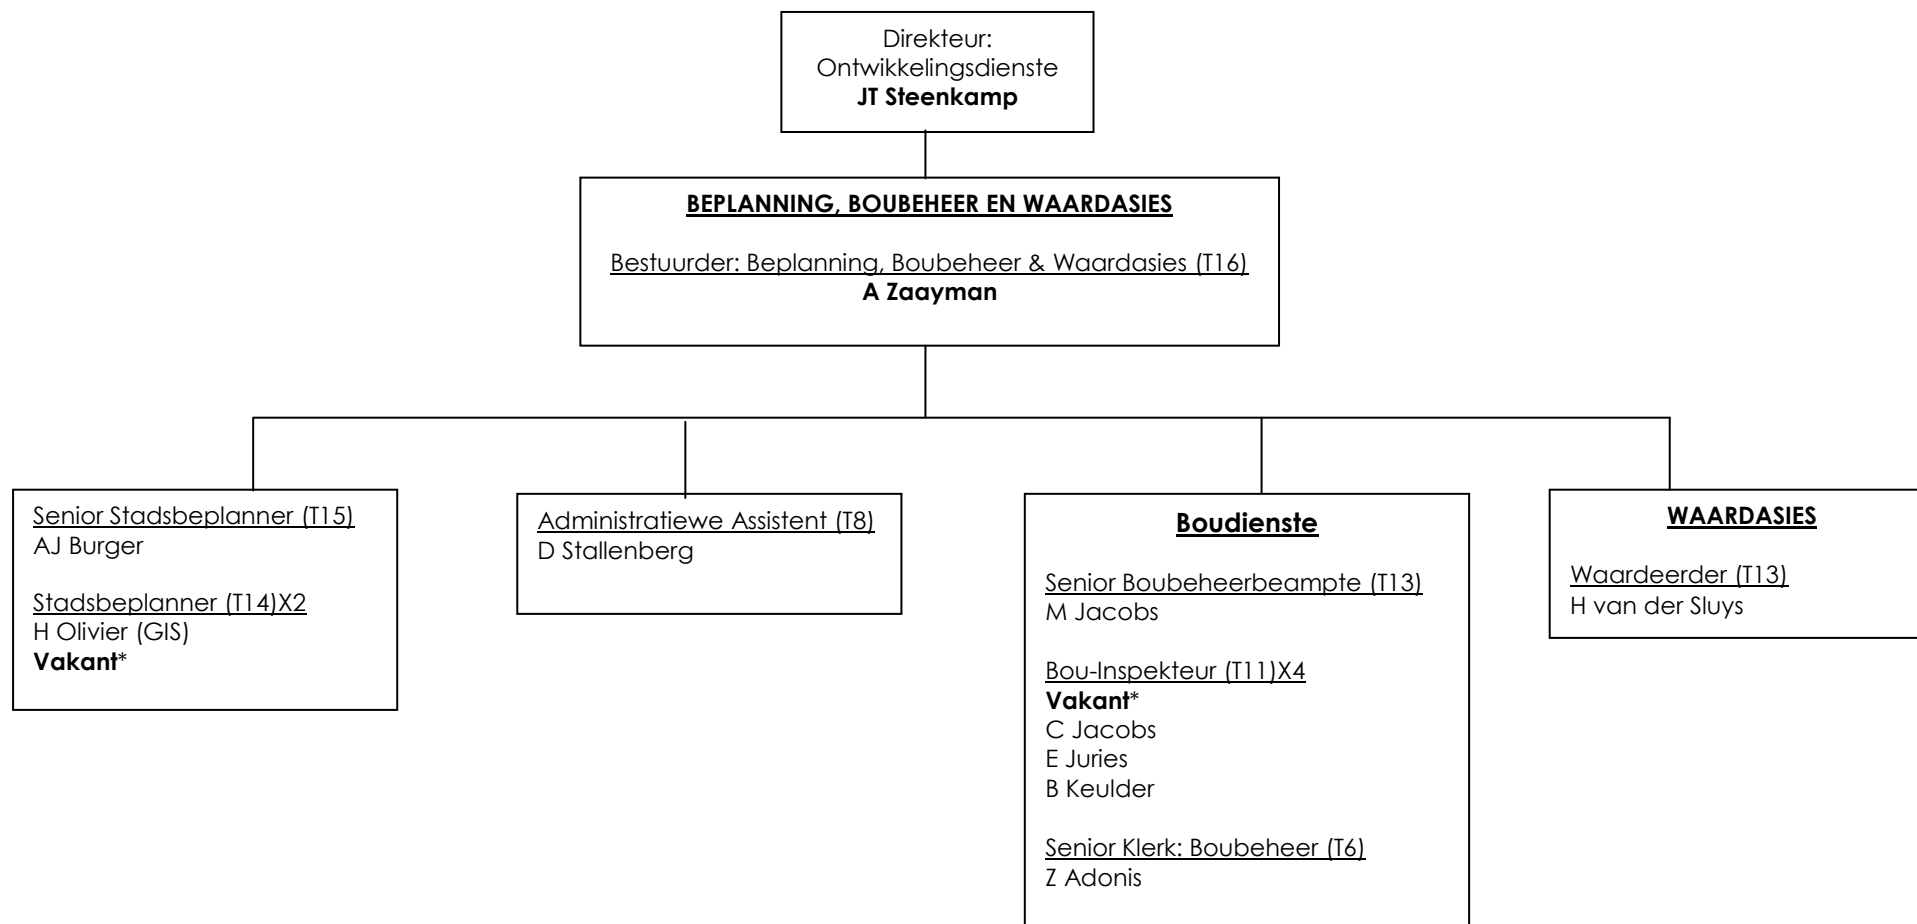 Direkteur:
Ontwikkelingsdienste
JT Steenkamp
BEPLANNING, BOUBEHEER EN WAARDASIES
Bestuurder: Beplanning, Boubeheer & Waardasies (T16)
A Zaayman
Senior Stadsbeplanner (T15)
AJ Burger
Stadsbeplanner (T14)X2
H Olivier (GIS)
Vakant*
Administratiewe Assistent (T8)
D Stallenberg
Boudienste
Senior Boubeheerbeampte (T13)
M Jacobs
Bou-Inspekteur (T11)X4
Vakant*
C Jacobs
E Juries
B Keulder
Senior Klerk: Boubeheer (T6)
Z Adonis
WAARDASIES
Waardeerder (T13)
H van der Sluys